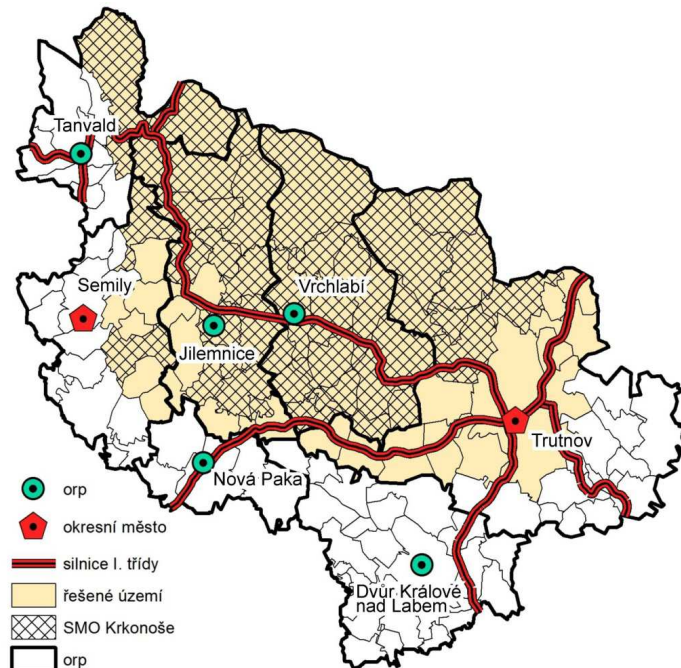 Tanvald
Semily
Vrchlabí
Jilemnice
Trutnov
Nová Paka
Dvůr Králové
nad Labem
orp
okresní město
silnice I. třídy
řešené území
SMO Krkonoše
orp